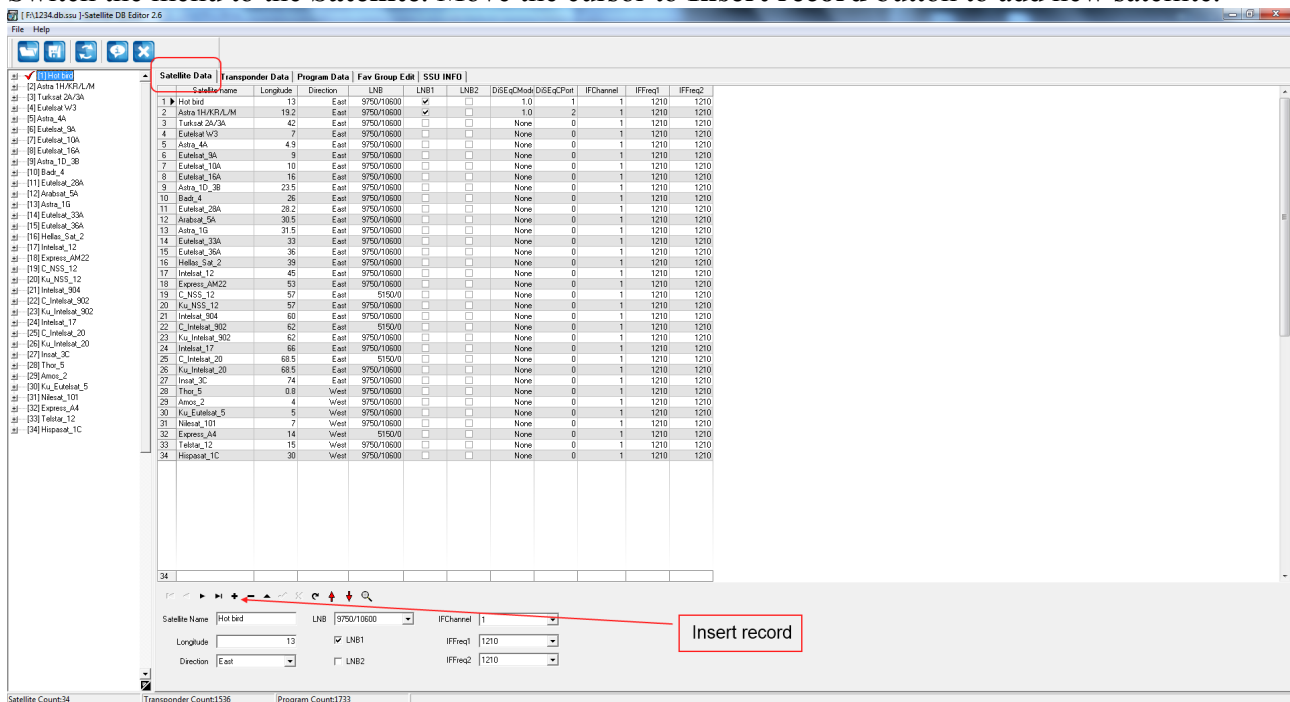 Switch the menu to the Satellite. Move the cursor to Insert record button to add new satellite.
[ F:\1234.db.ssu ]-Satellite DB Editor 2.6
File Help
[1] Hot bird
[2] Astra 1H/KR/L/M
[3] Turksat 2A/3A
[4] Eutelsat W3
[5] Astra_4A
[6] Eutelsat_9A
[7] Eutelsat_10A
[8] Eutelsat_16A
[9] Astra_1D_3B
[10] Badr_4
[11] Eutelsat_28A
[12] Arabsat_5A
[13] Astra_1G
[14] Eutelsat_33A
[15] Eutelsat_36A
[16] Hellas_Sat_2
[17] Intelsat_12
[18] Express_AM22
[19] C_NSS_12
[20] Ku_NSS_12
[21] Intelsat_904
[22] C_Intelsat_902
[23] Ku_Intelsat_902
[24] Intelsat_17
[25] C_Intelsat_20
[26] Ku_Intelsat_20
[27] Insat_3C
[28] Thor_5
[29] Amos_2
[30] Ku_Eutelsat_5
[31] Nilesat_101
[32] Express_A4
[33] Telstar_12
[34] Hispasat_1C
Satellite Data Transponder Data Program Data Fav Group Edit SSU INFO
Satellite name Longitude Direction LNB LNB1 LNB2 DiSEqCMode DiSEqCPort IFChannel IFFreq1 IFFreq2
1 Hot bird 13 East 9750/10600 1.0 1 1 1210 1210
2 Astra 1H/KR/L/M 19.2 East 9750/10600 1.0 2 1 1210 1210
3 Turksat 2A/3A 42 East 9750/10600 None 0 1 1210 1210
4 Eutelsat W3 7 East 9750/10600 None 0 1 1210 1210
5 Astra_4A 4.9 East 9750/10600 None 0 1 1210 1210
6 Eutelsat_9A 9 East 9750/10600 None 0 1 1210 1210
7 Eutelsat_10A 10 East 9750/10600 None 0 1 1210 1210
8 Eutelsat_16A 16 East 9750/10600 None 0 1 1210 1210
9 Astra_1D_3B 23.5 East 9750/10600 None 0 1 1210 1210
10 Badr_4 26 East 9750/10600 None 0 1 1210 1210
11 Eutelsat_28A 28.2 East 9750/10600 None 0 1 1210 1210
12 Arabsat_5A 30.5 East 9750/10600 None 0 1 1210 1210
13 Astra_1G 31.5 East 9750/10600 None 0 1 1210 1210
14 Eutelsat_33A 33 East 9750/10600 None 0 1 1210 1210
15 Eutelsat_36A 36 East 9750/10600 None 0 1 1210 1210
16 Hellas_Sat_2 39 East 9750/10600 None 0 1 1210 1210
17 Intelsat_12 45 East 9750/10600 None 0 1 1210 1210
18 Express_AM22 53 East 9750/10600 None 0 1 1210 1210
19 C_NSS_12 57 East 5150/0 None 0 1 1210 1210
20 Ku_NSS_12 57 East 9750/10600 None 0 1 1210 1210
21 Intelsat_904 60 East 9750/10600 None 0 1 1210 1210
22 C_Intelsat_902 62 East 5150/0 None 0 1 1210 1210
23 Ku_Intelsat_902 62 East 9750/10600 None 0 1 1210 1210
24 Intelsat_17 66 East 9750/10600 None 0 1 1210 1210
25 C_Intelsat_20 68.5 East 5150/0 None 0 1 1210 1210
26 Ku_Intelsat_20 68.5 East 9750/10600 None 0 1 1210 1210
27 Insat_3C 74 East 9750/10600 None 0 1 1210 1210
28 Thor_5 0.8 West 9750/10600 None 0 1 1210 1210
29 Amos_2 4 West 9750/10600 None 0 1 1210 1210
30 Ku_Eutelsat_5 5 West 9750/10600 None 0 1 1210 1210
31 Nilesat_101 7 West 9750/10600 None 0 1 1210 1210
32 Express_A4 14 West 5150/0 None 0 1 1210 1210
33 Telstar_12 15 West 9750/10600 None 0 1 1210 1210
34 Hispasat_1C 30 West 9750/10600 None 0 1 1210 1210
34
Satellite Name Hot bird LNB 9750/10600 IFChannel 1
Longitude 13 LNB1 IFFreq1 1210
Direction East LNB2 IFFreq2 1210
Insert record
Satellite Count:34 Transponder Count:1536 Program Count:1733